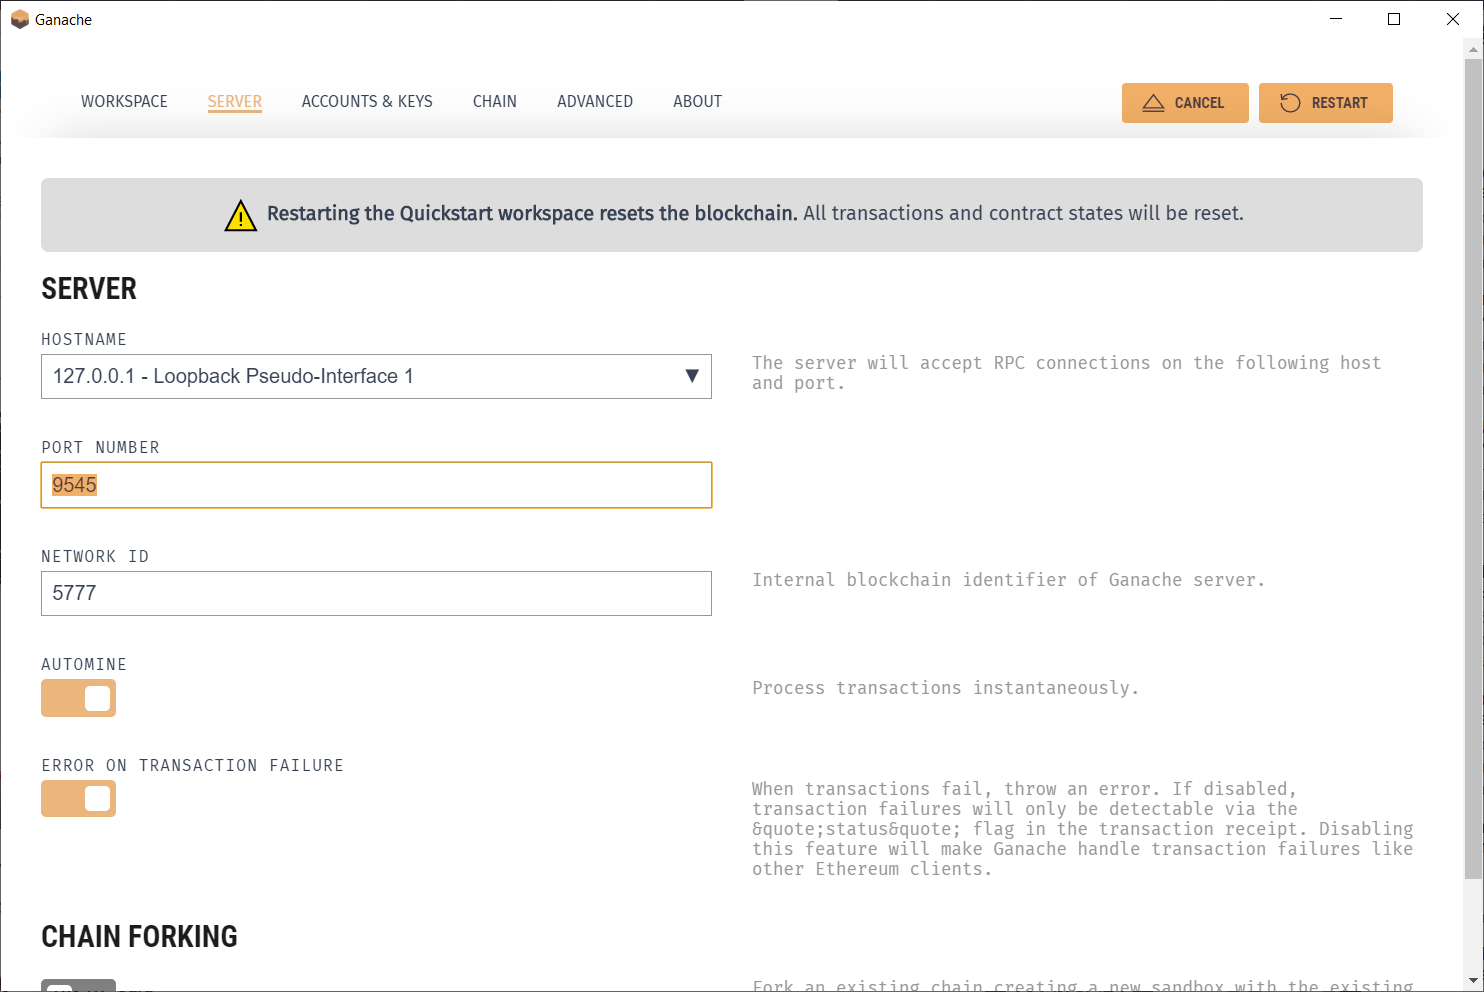 Ganache
WORKSPACE SERVER ACCOUNTS & KEYS CHAIN ADVANCED ABOUT CANCEL RESTART
Restarting the Quickstart workspace resets the blockchain. All transactions and contract states will be reset.
SERVER
HOSTNAME
127.0.0.1 - Loopback Pseudo-Interface 1
The server will accept RPC connections on the following host
and port.
PORT NUMBER
9545
NETWORK ID
5777
Internal blockchain identifier of Ganache server.
AUTOMINE
Process transactions instantaneously.
ERROR ON TRANSACTION FAILURE
When transactions fail, throw an error. If disabled,
transaction failures will only be detectable via the
&quote;status&quote; flag in the transaction receipt. Disabling
this feature will make Ganache handle transaction failures like
other Ethereum clients.
CHAIN FORKING
Fork an existing chain creating a new sandbox with the existing